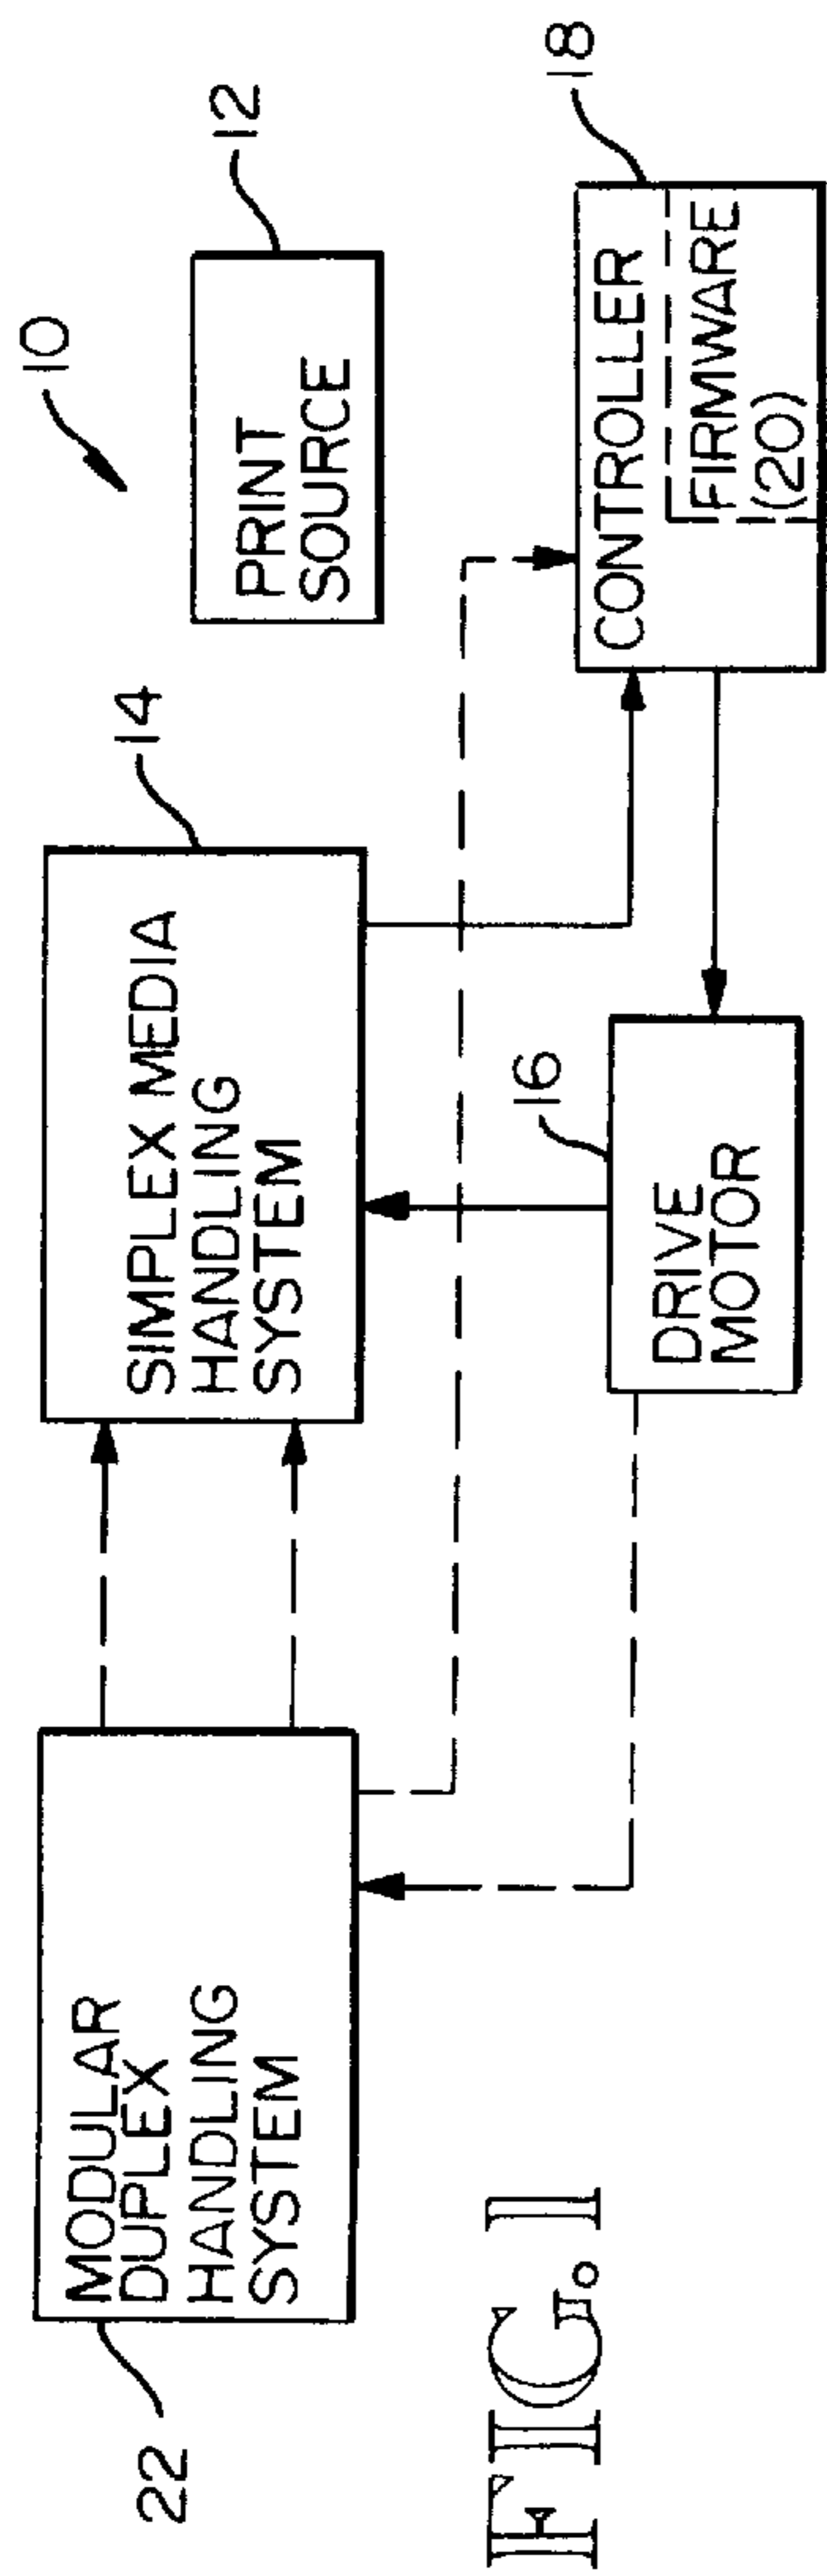 10
12
PRINT
SOURCE
14
SIMPLEX MEDIA
HANDLING
SYSTEM
MODULAR
DUPLEX
HANDLING
SYSTEM
22
16
DRIVE
MOTOR
18
CONTROLLER
FIRMWARE
(20)
FIG. 1